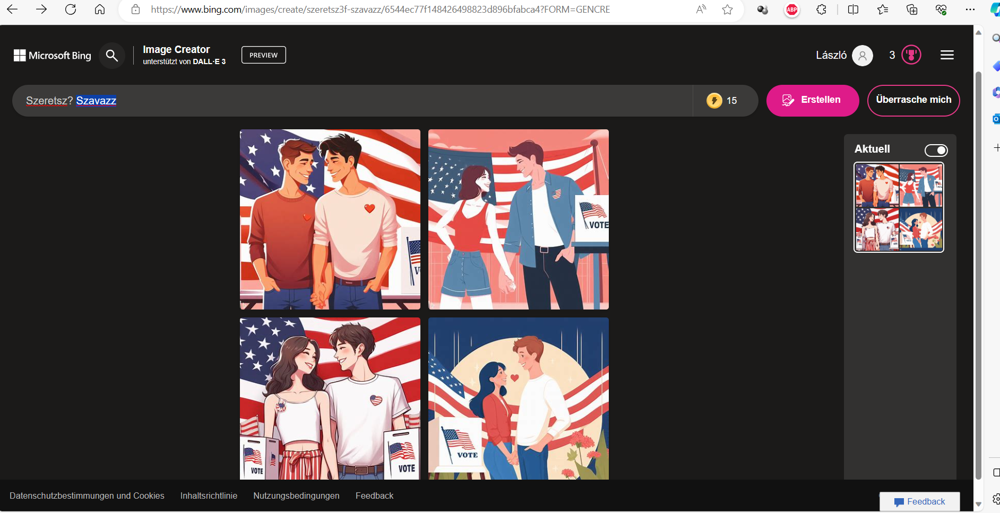 https://www.bing.com/images/create/szeretsz3f-szavazz/6544ec77f148426498823d896bfabca4?FORM=GENCRE
A))
ABP
Microsoft Bing
Image Creator
unterstützt von DALL·E 3
PREVIEW
László
3
Szeretsz? Szavazz
15
Erstellen
Überrasche mich
Aktuell
VOTE
VOTE
VOTE
VOTE
Datenschutzbestimmungen und Cookies
Inhaltsrichtlinie
Nutzungsbedingungen
Feedback
Feedback